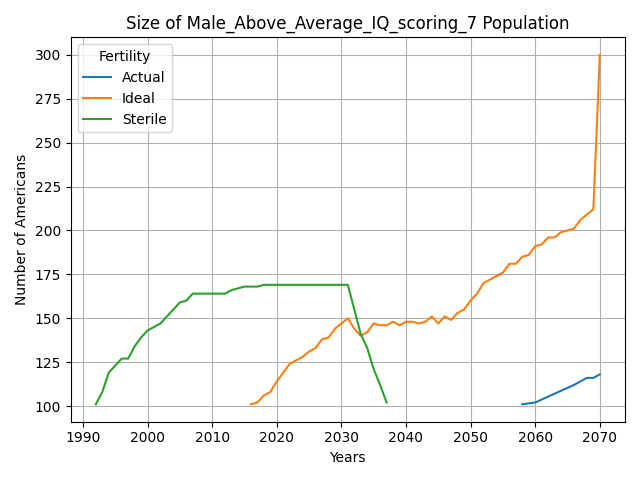 Size of Male_Above_Average_IQ_scoring_7 Population
Fertility
Actual
Ideal
Sterile
Number of Americans
300
275
250
225
200
175
150
125
100
1990
2000
2010
2020
2030
2040
2050
2060
2070
Years